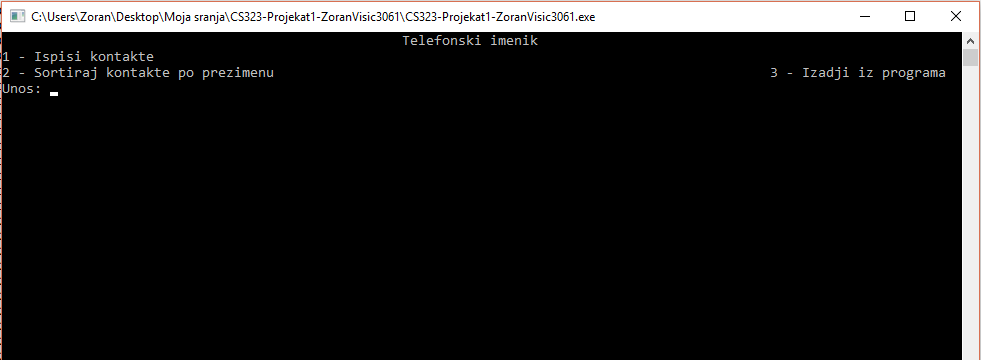 C:\Users\Zoran\Desktop\Moja sranja\CS323-Projekat1-ZoranVisic3061\CS323-Projekat1-ZoranVisic3061.exe
Telefonski imenik
1 - Ispisi kontakte
2 - Sortiraj kontakte po prezimenu 3 - Izadji iz programa
Unos: